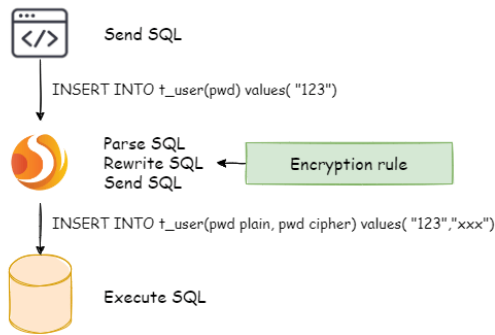 Send SQL
INSERT INTO t_user(pwd) values( "123")
Parse SQL
Rewrite SQL
Send SQL
Encryption rule
INSERT INTO t_user(pwd plain, pwd cipher) values( "123","xxx")
Execute SQL